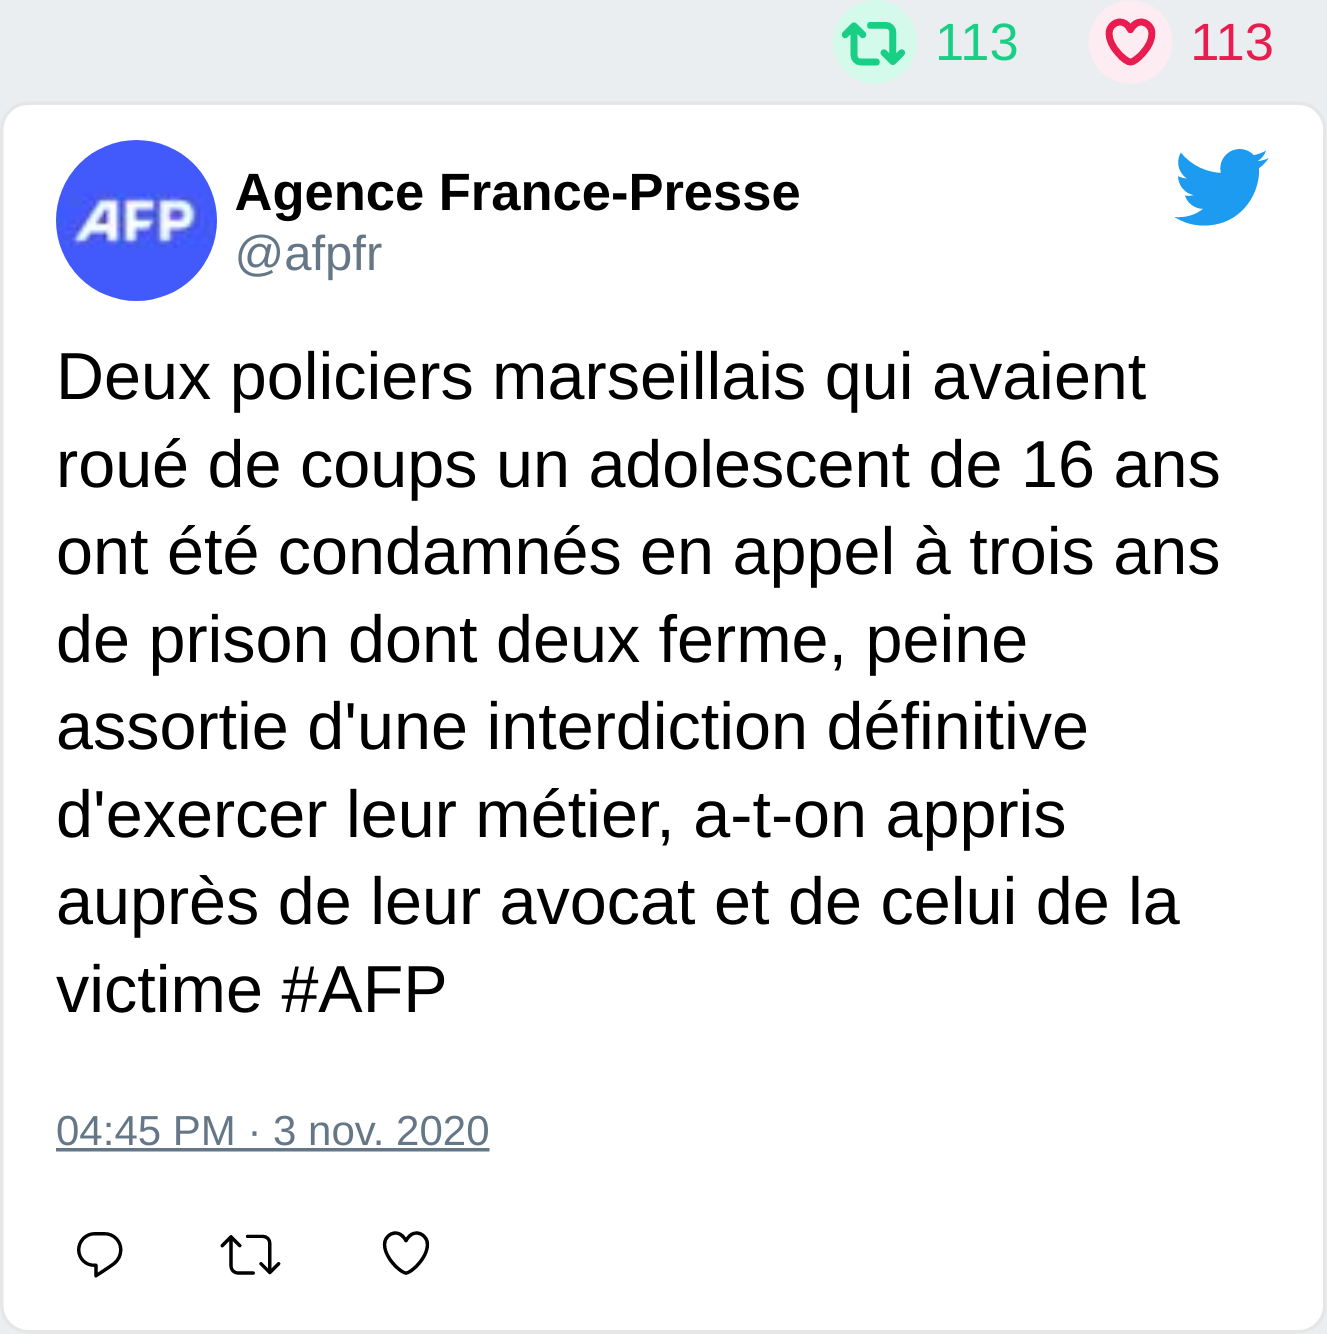 113 113
AFP
Agence France-Presse
@afpfr
Deux policiers marseillais qui avaient
roué de coups un adolescent de 16 ans
ont été condamnés en appel à trois ans
de prison dont deux ferme, peine
assortie d'une interdiction définitive
d'exercer leur métier, a-t-on appris
auprès de leur avocat et de celui de la
victime #AFP
04:45 PM · 3 nov. 2020